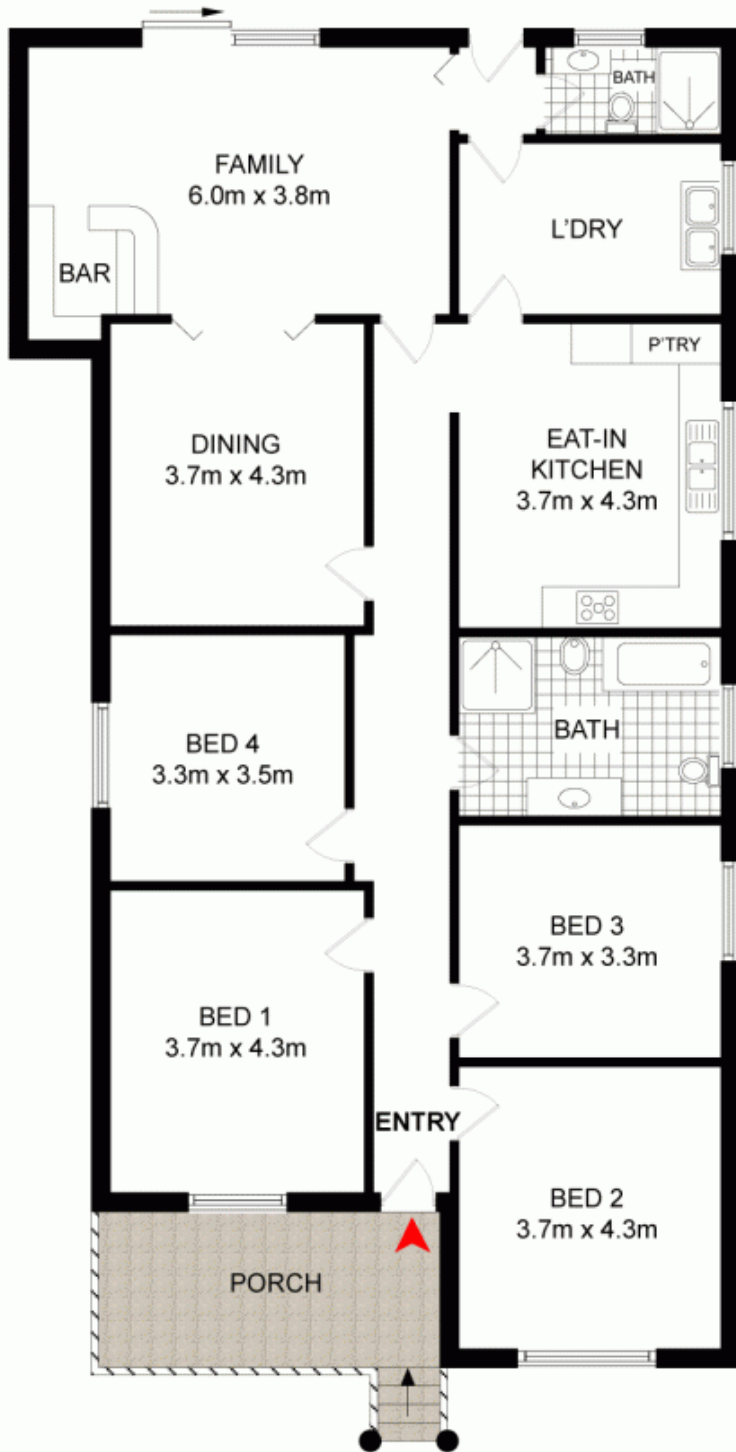 BATH
FAMILY
6.0m x 3.8m
L'DRY
BAR
P'TRY
DINING
3.7m x 4.3m
EAT-IN
KITCHEN
3.7m x 4.3m
BED 4
3.3m x 3.5m
BATH
BED 3
3.7m x 3.3m
BED 1
3.7m x 4.3m
ENTRY
BED 2
3.7m x 4.3m
PORCH